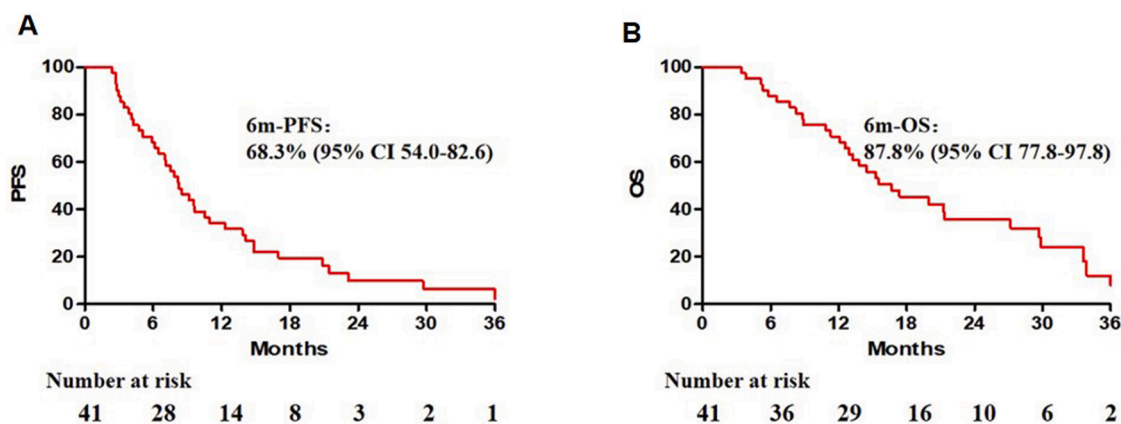 A
100
80
60
40
20
0
PFS
6m-PFS：
68.3% (95% CI 54.0-82.6)
0 6 12 18 24 30 36
Months
Number at risk
41 28 14 8 3 2 1
B
100
80
60
40
20
0
OS
6m-OS：
87.8% (95% CI 77.8-97.8)
0 6 12 18 24 30 36
Months
Number at risk
41 36 29 16 10 6 2